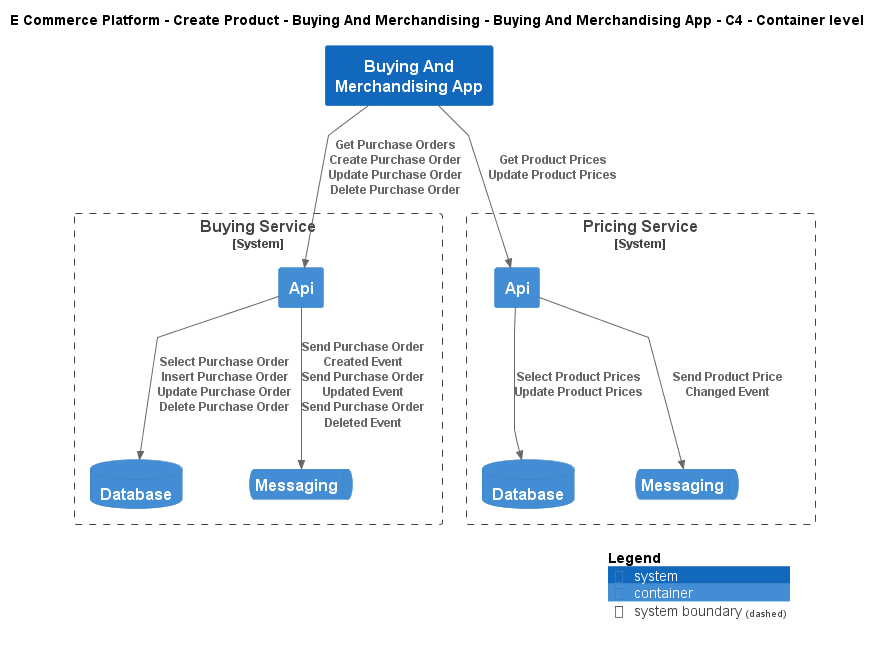 E Commerce Platform - Create Product - Buying And Merchandising - Buying And Merchandising App - C4 - Container level
Buying And
Merchandising App
Get Purchase Orders
Create Purchase Order
Update Purchase Order
Delete Purchase Order
Get Product Prices
Update Product Prices
Buying Service
[System]
Api
Select Purchase Order
Insert Purchase Order
Update Purchase Order
Delete Purchase Order
Send Purchase Order
Created Event
Send Purchase Order
Updated Event
Send Purchase Order
Deleted Event
Database
Messaging
Pricing Service
[System]
Api
Select Product Prices
Update Product Prices
Send Product Price
Changed Event
Database
Messaging
Legend
system
container
system boundary (dashed)